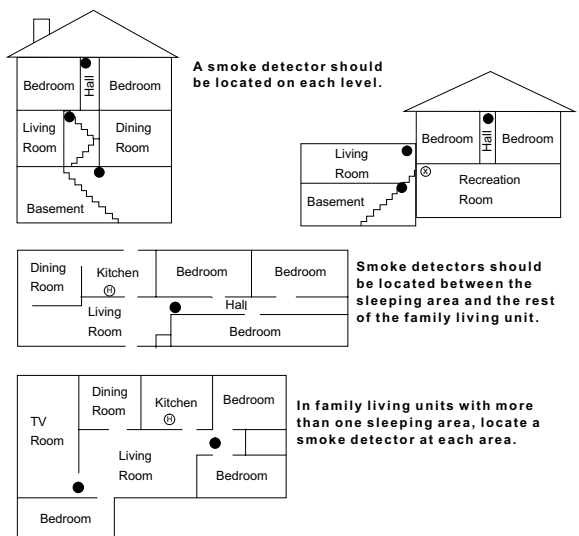 A smoke detector should
be located on each level.
Bedroom
Hall
Bedroom
Living
Room
Dining
Room
Basement
Bedroom
Hall
Bedroom
Living
Room
X
Recreation
Room
Basement
Dining
Room
Kitchen
H
Bedroom
Bedroom
Living
Room
Hall
Bedroom
Smoke detectors should
be located between the
sleeping area and the rest
of the family living unit.
TV
Room
Dining
Room
Kitchen
H
Bedroom
Living
Room
Bedroom
Bedroom
In family living units with more
than one sleeping area, locate a
smoke detector at each area.